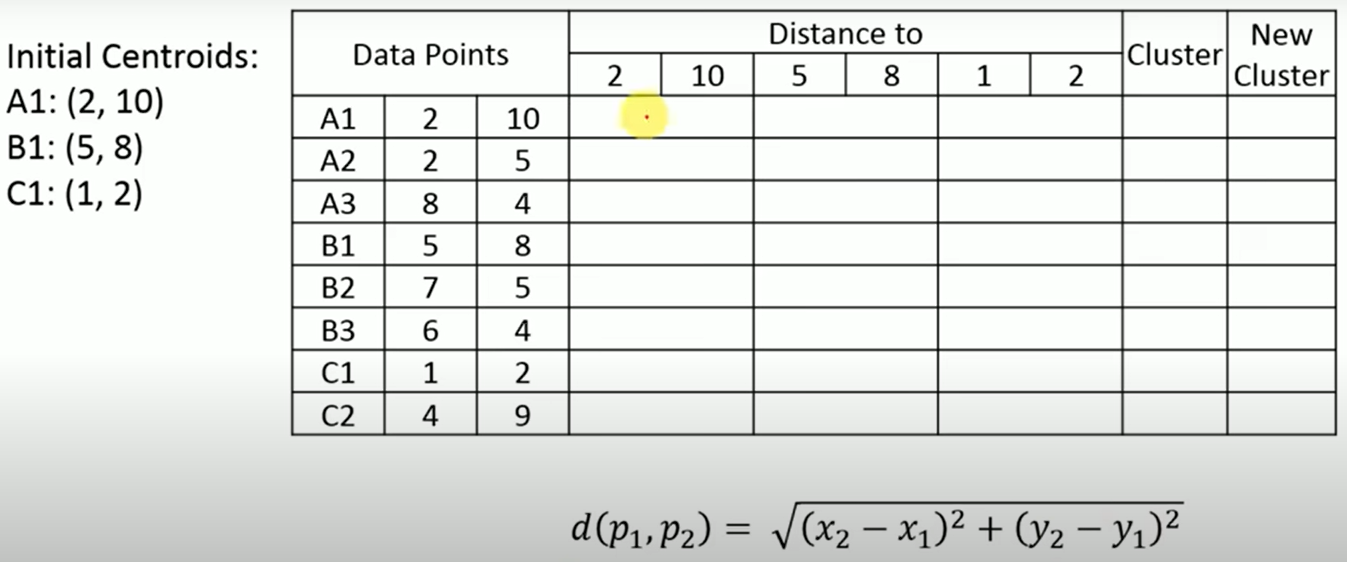 Initial Centroids:
A1: (2, 10)
B1: (5, 8)
C1: (1, 2)
Data Points Distance to Cluster New Cluster
2 10 5 8 1 2
A1 2 10
A2 2 5
A3 8 4
B1 5 8
B2 7 5
B3 6 4
C1 1 2
C2 4 9
d(p₁, p₂) = √(x₂ − x₁)² + (y₂ − y₁)²